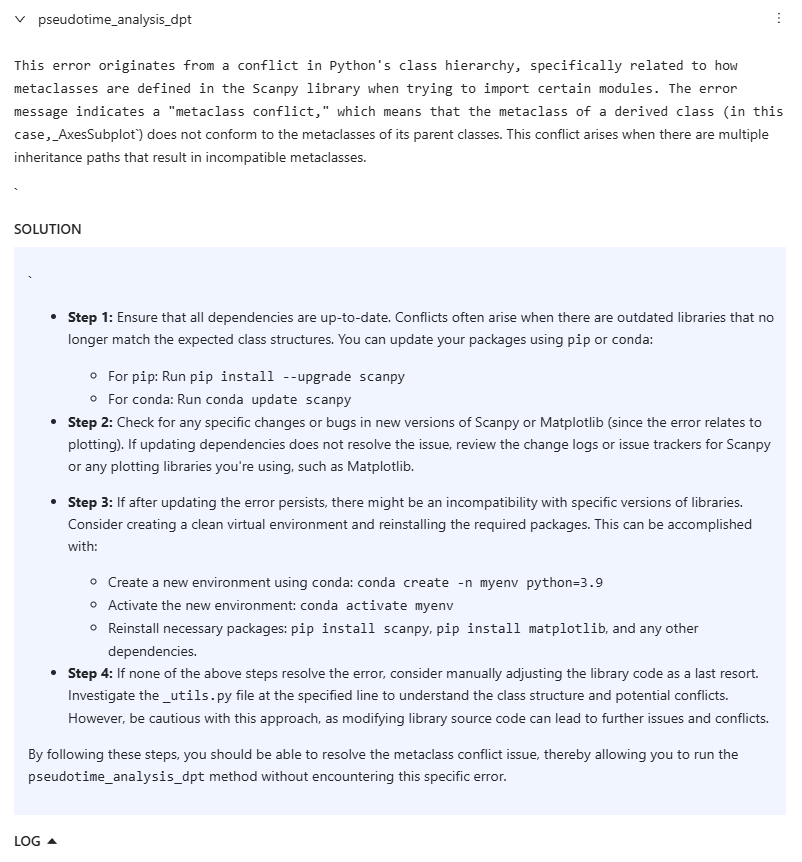 pseudotime_analysis_dpt
This error originates from a conflict in Python's class hierarchy, specifically related to how
metaclasses are defined in the Scanpy library when trying to import certain modules. The error
message indicates a "metaclass conflict," which means that the metaclass of a derived class (in this
case,_AxesSubplot`) does not conform to the metaclasses of its parent classes. This conflict arises when there are multiple
inheritance paths that result in incompatible metaclasses.
`
SOLUTION
`
• Step 1: Ensure that all dependencies are up-to-date. Conflicts often arise when there are outdated libraries that no
longer match the expected class structures. You can update your packages using pip or conda:
◦ For pip: Run pip install --upgrade scanpy
◦ For conda: Run conda update scanpy
• Step 2: Check for any specific changes or bugs in new versions of Scanpy or Matplotlib (since the error relates to
plotting). If updating dependencies does not resolve the issue, review the change logs or issue trackers for Scanpy
or any plotting libraries you're using, such as Matplotlib.
• Step 3: If after updating the error persists, there might be an incompatibility with specific versions of libraries.
Consider creating a clean virtual environment and reinstalling the required packages. This can be accomplished
with:
◦ Create a new environment using conda: conda create -n myenv python=3.9
◦ Activate the new environment: conda activate myenv
◦ Reinstall necessary packages: pip install scanpy, pip install matplotlib, and any other
dependencies.
• Step 4: If none of the above steps resolve the error, consider manually adjusting the library code as a last resort.
Investigate the _utils.py file at the specified line to understand the class structure and potential conflicts.
However, be cautious with this approach, as modifying library source code can lead to further issues and conflicts.
By following these steps, you should be able to resolve the metaclass conflict issue, thereby allowing you to run the
pseudotime_analysis_dpt method without encountering this specific error.
LOG